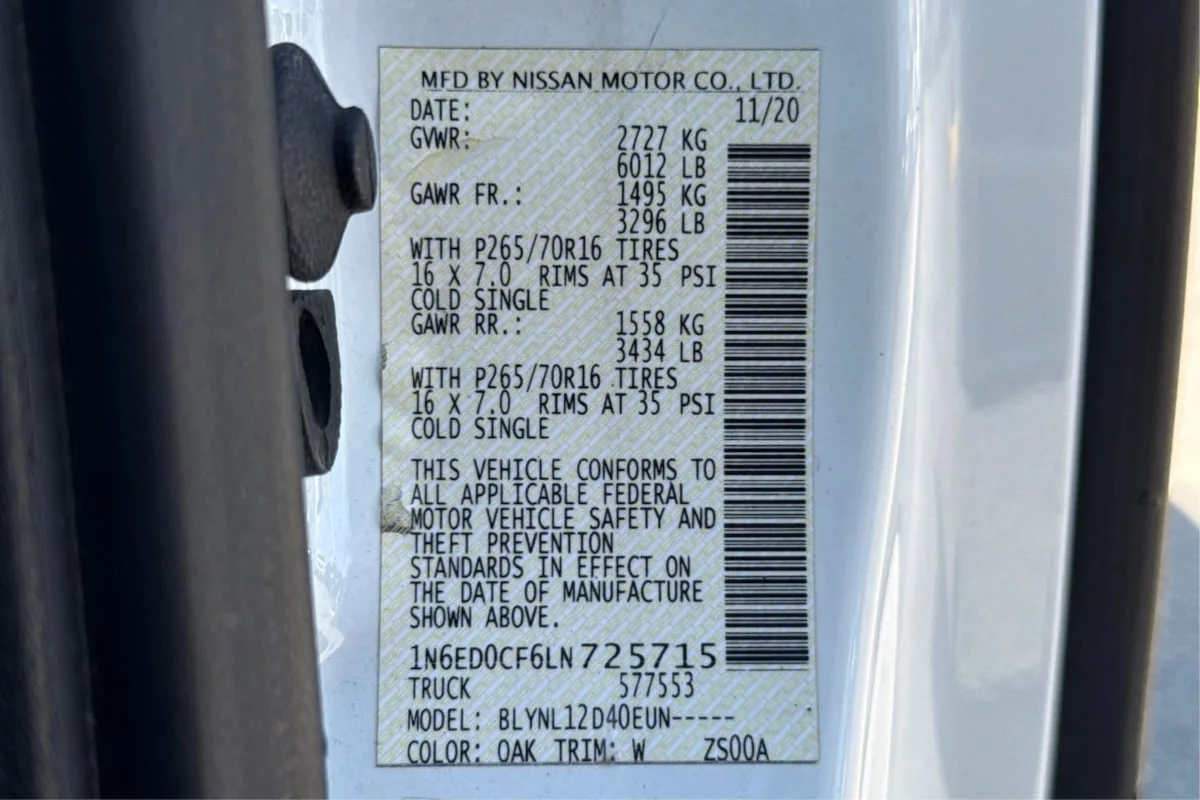 MFD BY NISSAN MOTOR CO., LTD.
DATE: 11/20
GVWR: 2727 KG
6012 LB
GAWR FR.: 1495 KG
3296 LB
WITH P265/70R16 TIRES
16 X 7.0 RIMS AT 35 PSI
COLD SINGLE
GAWR RR.: 1558 KG
3434 LB
WITH P265/70R16 TIRES
16 X 7.0 RIMS AT 35 PSI
COLD SINGLE
THIS VEHICLE CONFORMS TO
ALL APPLICABLE FEDERAL
MOTOR VEHICLE SAFETY AND
THEFT PREVENTION
STANDARDS IN EFFECT ON
THE DATE OF MANUFACTURE
SHOWN ABOVE.
1N6ED0CF6LN725715
TRUCK 577553
MODEL: BLYNL12D40EUN-----
COLOR: OAK TRIM: W ZS00A